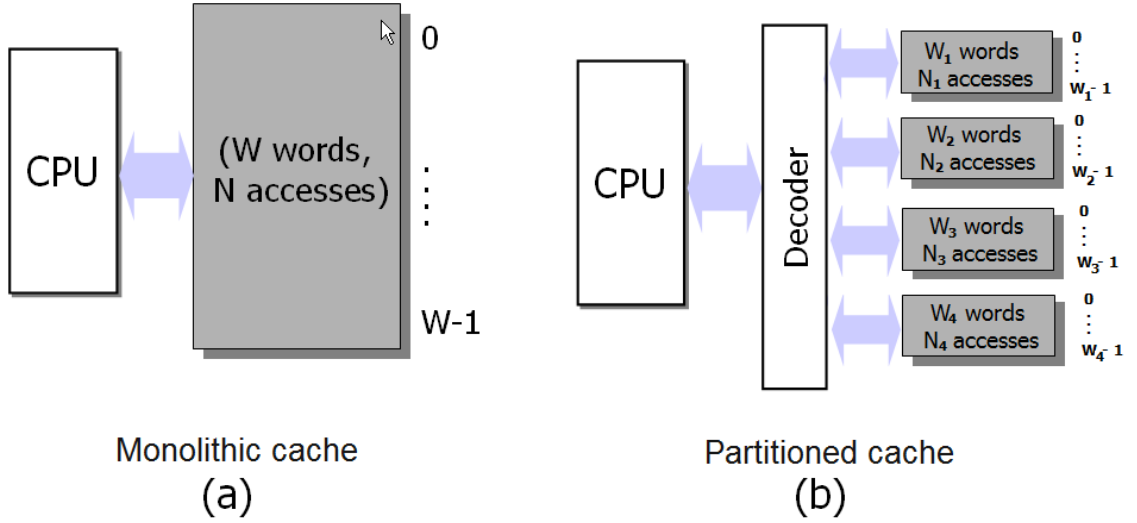 CPU
(W words,
N accesses)
0
⋮
W-1
Monolithic cache
(a)
CPU
Decoder
W₁ words
N₁ accesses
0
⋮
W₁- 1
W₂ words
N₂ accesses
0
⋮
W₂- 1
W₃ words
N₃ accesses
0
⋮
W₃- 1
W₄ words
N₄ accesses
0
⋮
W₄- 1
Partitioned cache
(b)